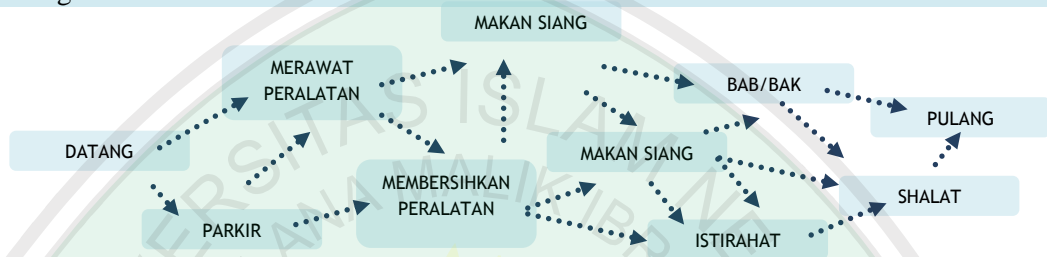 MAKAN SIANG
MERAWAT
PERALATAN
BAB/BAK
PULANG
DATANG
MAKAN SIANG
MEMBERSIHKAN
PERALATAN
SHALAT
PARKIR
ISTIRAHAT